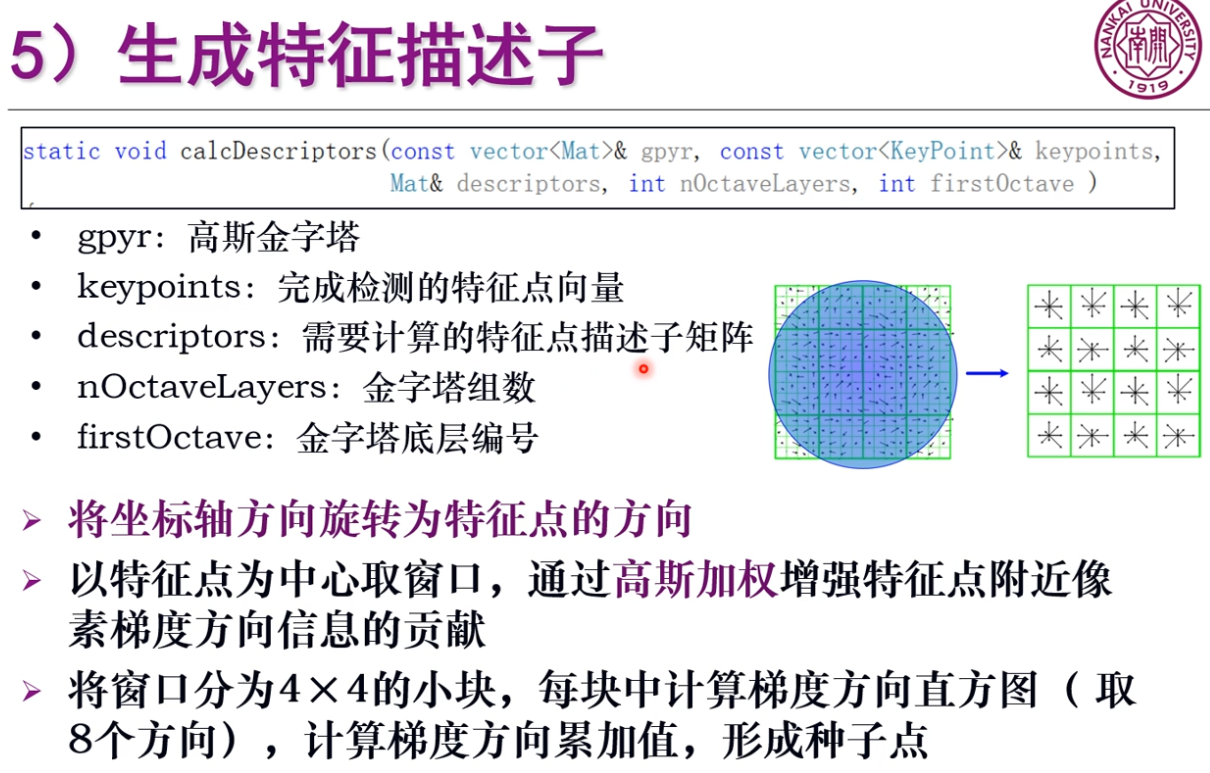 5）生成特征描述子
NANKAI UNIVERSITY
南開
1919
static void calcDescriptors(const vector<Mat>& gpyr, const vector<KeyPoint>& keypoints,
Mat& descriptors, int nOctaveLayers, int firstOctave )
• gpyr：高斯金字塔
• keypoints：完成检测的特征点向量
• descriptors：需要计算的特征点描述子矩阵
• nOctaveLayers：金字塔组数
• firstOctave：金字塔底层编号
➢ 将坐标轴方向旋转为特征点的方向
➢ 以特征点为中心取窗口，通过高斯加权增强特征点附近像
素梯度方向信息的贡献
➢ 将窗口分为4×4的小块，每块中计算梯度方向直方图（ 取
8个方向），计算梯度方向累加值，形成种子点